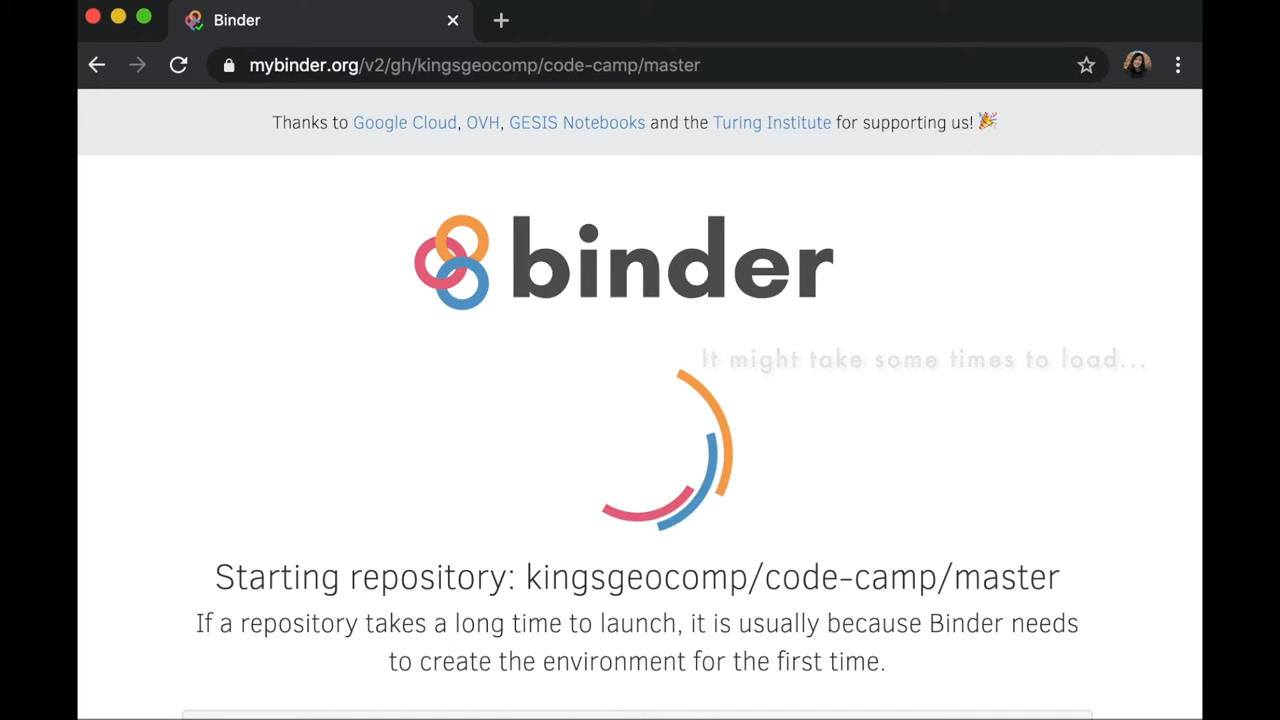 Binder
mybinder.org/v2/gh/kingsgeocomp/code-camp/master
Thanks to Google Cloud, OVH, GESIS Notebooks and the Turing Institute for supporting us! 🎉
binder
It might take some times to load...
Starting repository: kingsgeocomp/code-camp/master
If a repository takes a long time to launch, it is usually because Binder needs
to create the environment for the first time.